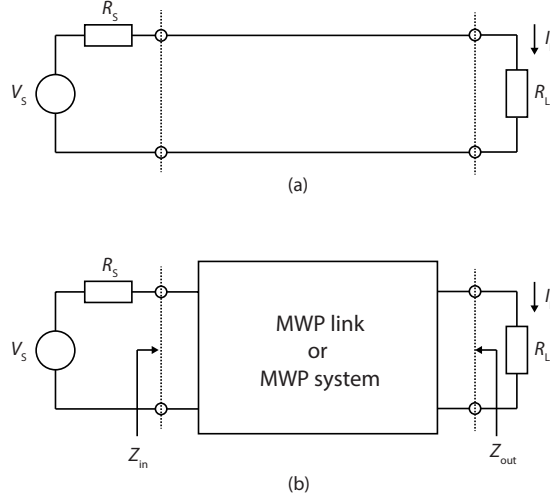 R_S
I
V_S
R_L
(a)
R_S
I
V_S
MWP link
or
MWP system
R_L
Z_in
Z_out
(b)